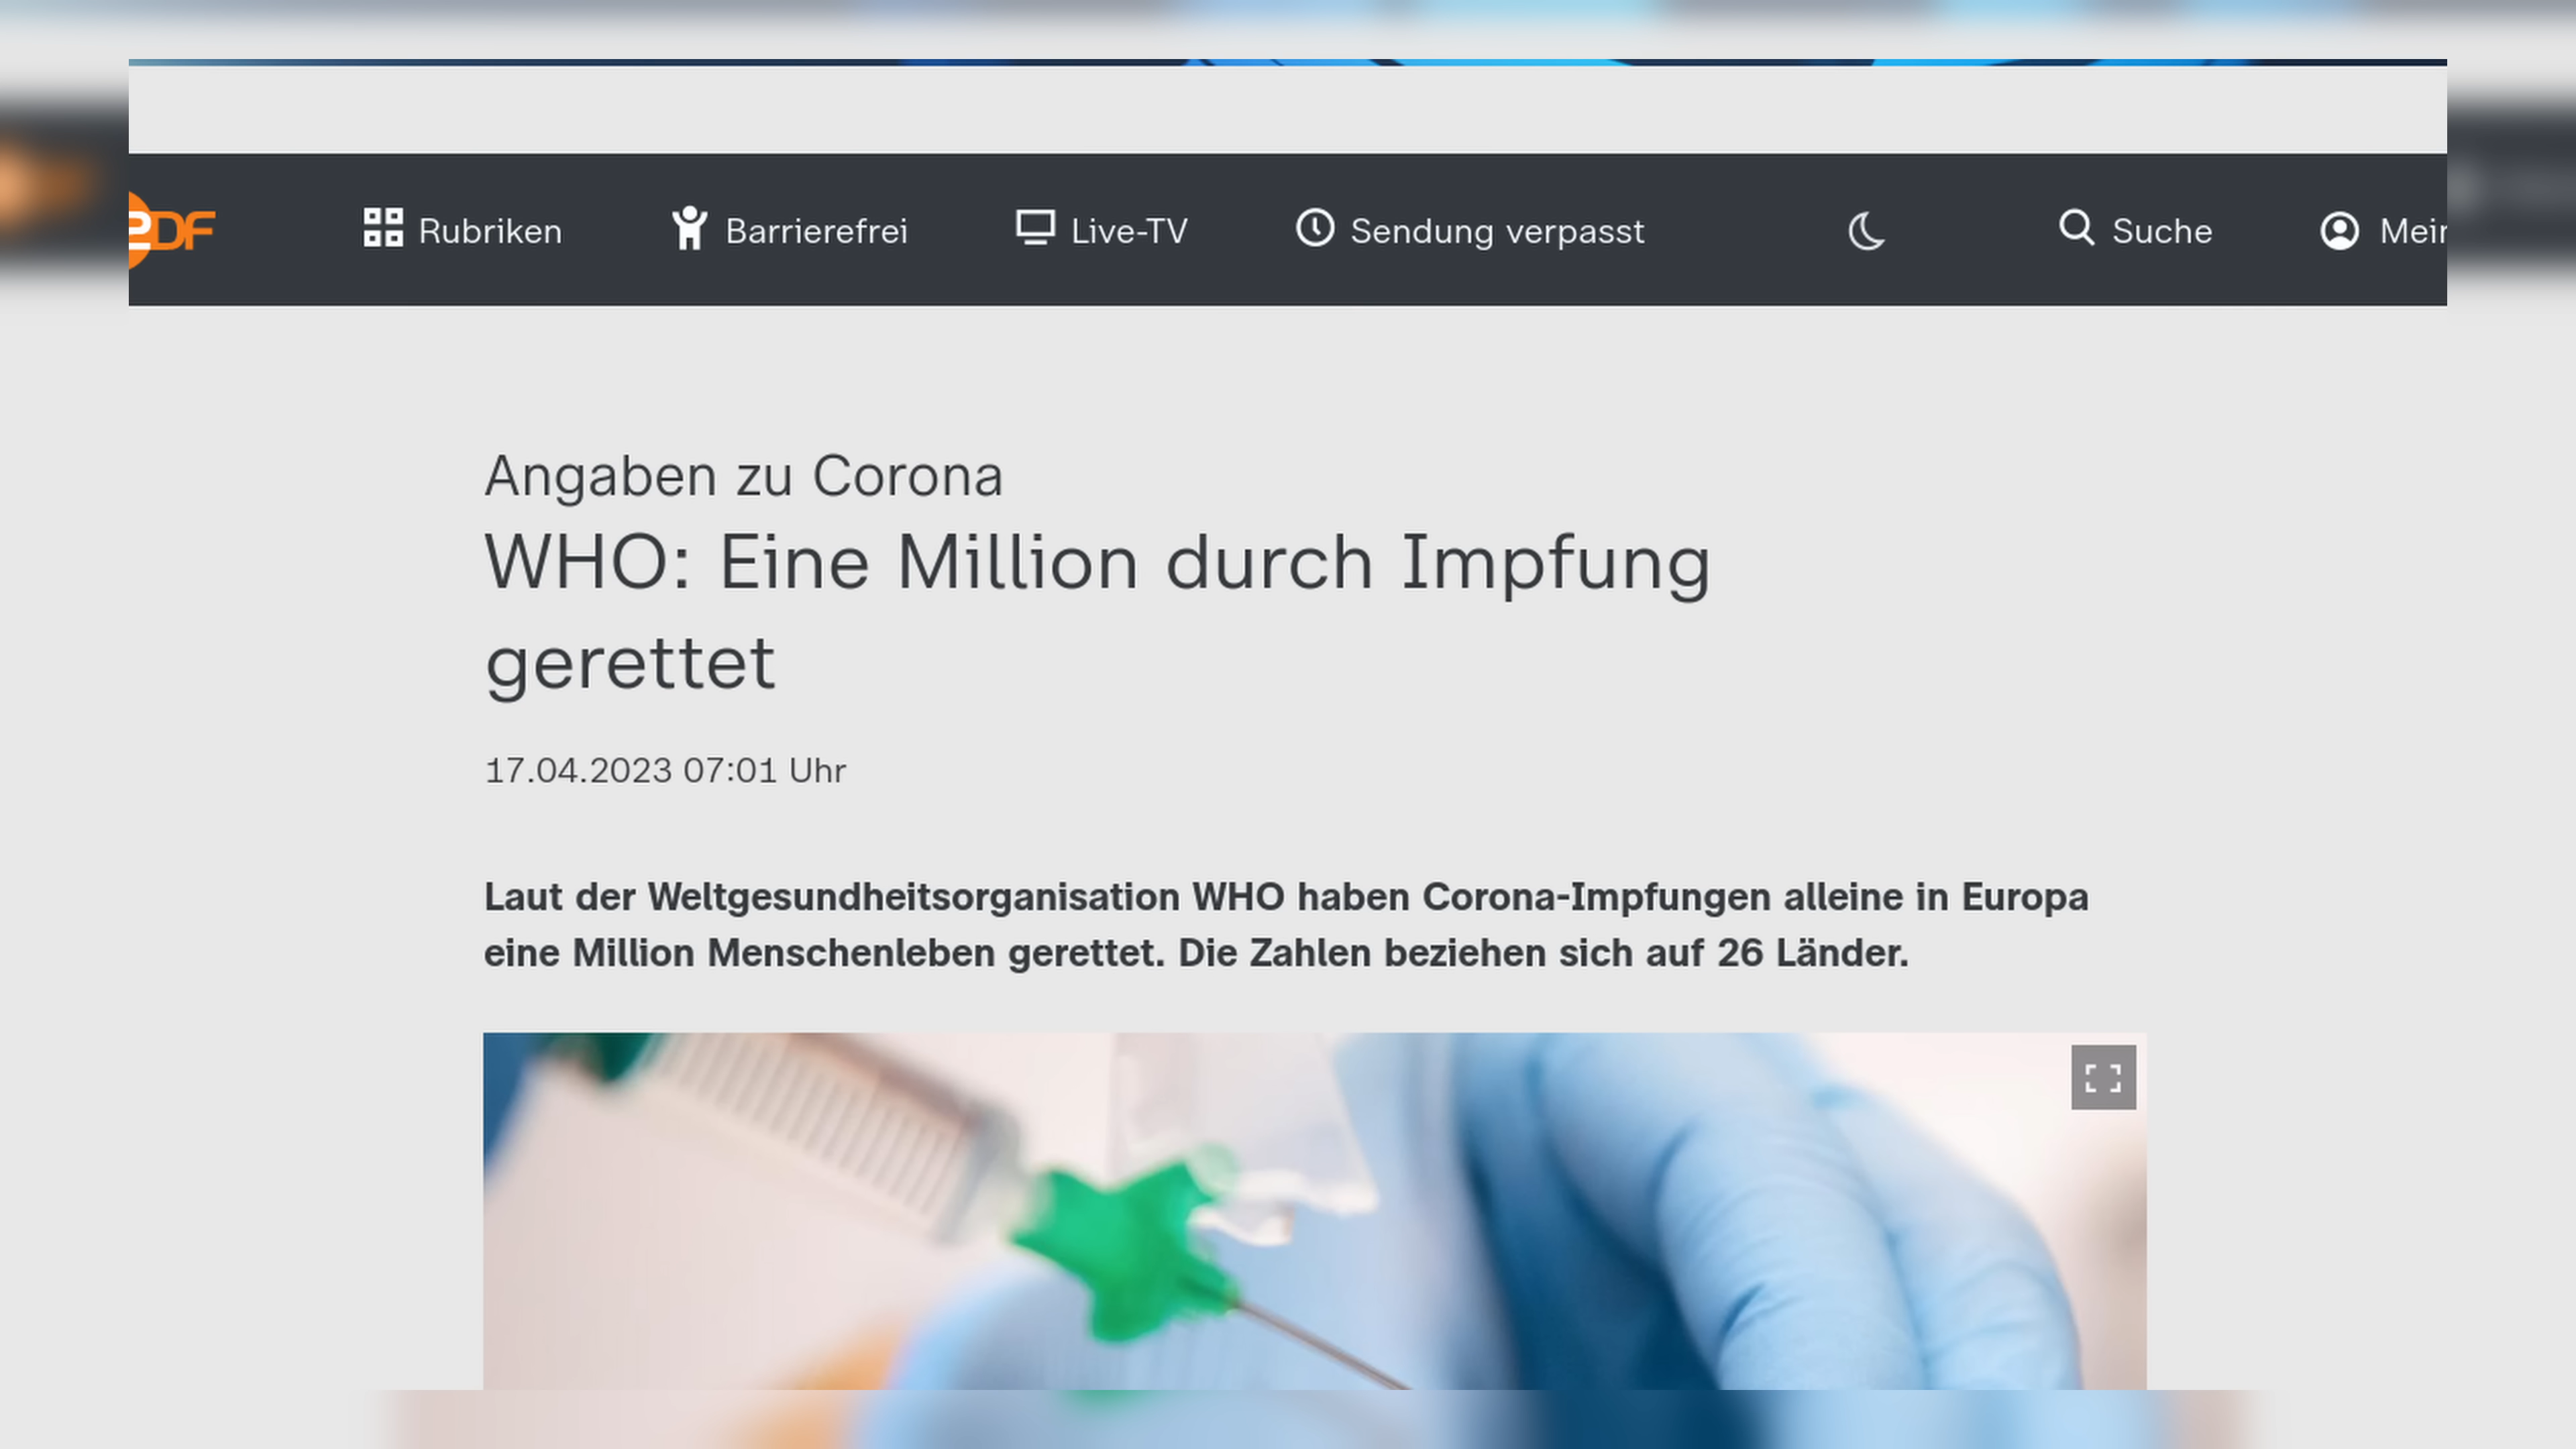 ZDF
Rubriken
Barrierefrei
Live-TV
Sendung verpasst
Suche
Mein
Angaben zu Corona
WHO: Eine Million durch Impfung
gerettet
17.04.2023 07:01 Uhr
Laut der Weltgesundheitsorganisation WHO haben Corona-Impfungen alleine in Europa
eine Million Menschenleben gerettet. Die Zahlen beziehen sich auf 26 Länder.